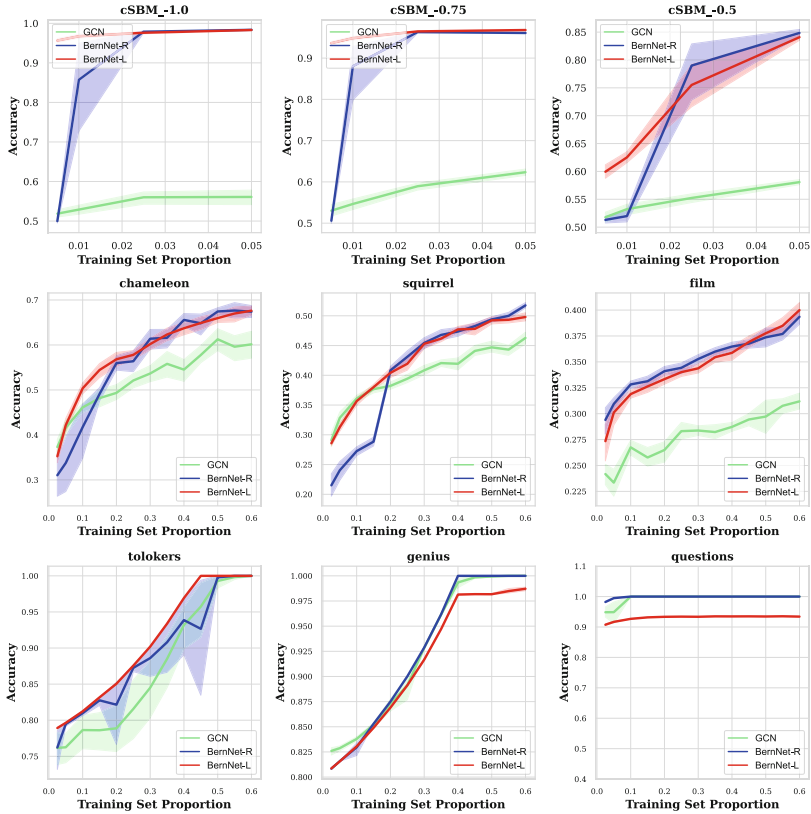 cSBM_-1.0
cSBM_-0.75
cSBM_-0.5
Accuracy
1.0
0.9
0.8
0.7
0.6
0.5
GCN
BernNet-R
BernNet-L
0.01 0.02 0.03 0.04 0.05
Training Set Proportion
Accuracy
0.9
0.8
0.7
0.6
0.5
GCN
BernNet-R
BernNet-L
0.01 0.02 0.03 0.04 0.05
Training Set Proportion
Accuracy
0.85
0.80
0.75
0.70
0.65
0.60
0.55
0.50
GCN
BernNet-R
BernNet-L
0.01 0.02 0.03 0.04 0.05
Training Set Proportion
chameleon
squirrel
film
Accuracy
0.7
0.6
0.5
0.4
0.3
GCN
BernNet-R
BernNet-L
0.0 0.1 0.2 0.3 0.4 0.5 0.6
Training Set Proportion
Accuracy
0.50
0.45
0.40
0.35
0.30
0.25
0.20
GCN
BernNet-R
BernNet-L
0.0 0.1 0.2 0.3 0.4 0.5 0.6
Training Set Proportion
Accuracy
0.400
0.375
0.350
0.325
0.300
0.275
0.250
0.225
GCN
BernNet-R
BernNet-L
0.0 0.1 0.2 0.3 0.4 0.5 0.6
Training Set Proportion
tolokers
genius
questions
Accuracy
1.00
0.95
0.90
0.85
0.80
0.75
GCN
BernNet-R
BernNet-L
0.0 0.1 0.2 0.3 0.4 0.5 0.6
Training Set Proportion
Accuracy
1.000
0.975
0.950
0.925
0.900
0.875
0.850
0.825
0.800
GCN
BernNet-R
BernNet-L
0.0 0.1 0.2 0.3 0.4 0.5 0.6
Training Set Proportion
Accuracy
1.1
1.0
0.9
0.8
0.7
0.6
0.5
0.4
GCN
BernNet-R
BernNet-L
0.0 0.1 0.2 0.3 0.4 0.5 0.6
Training Set Proportion